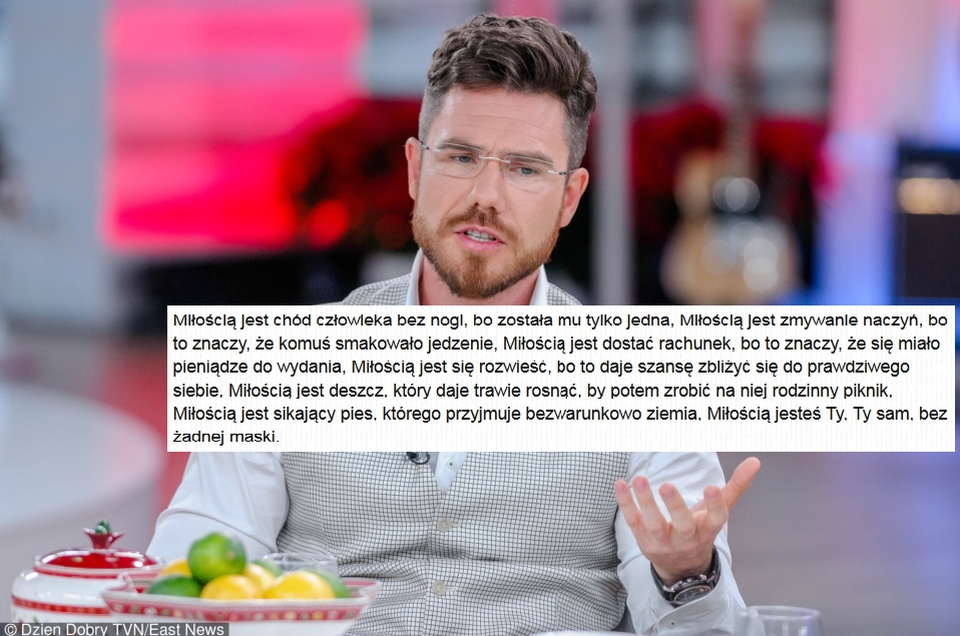 Miłością jest chód człowieka bez nogi, bo została mu tylko jedna, Miłością jest zmywanie naczyń, bo
to znaczy, że komuś smakowało jedzenie, Miłością jest dostać rachunek, bo to znaczy, że się miało
pieniądze do wydania, Miłością jest się rozwieść, bo to daje szansę zbliżyć się do prawdziwego
siebie, Miłością jest deszcz, który daje trawie rosnąć, by potem zrobić na niej rodzinny piknik,
Miłością jest sikający pies, którego przyjmuje bezwarunkowo ziemia, Miłością jesteś Ty, Ty sam, bez
żadnej maski.
© Dzien Dobry TVN/East News